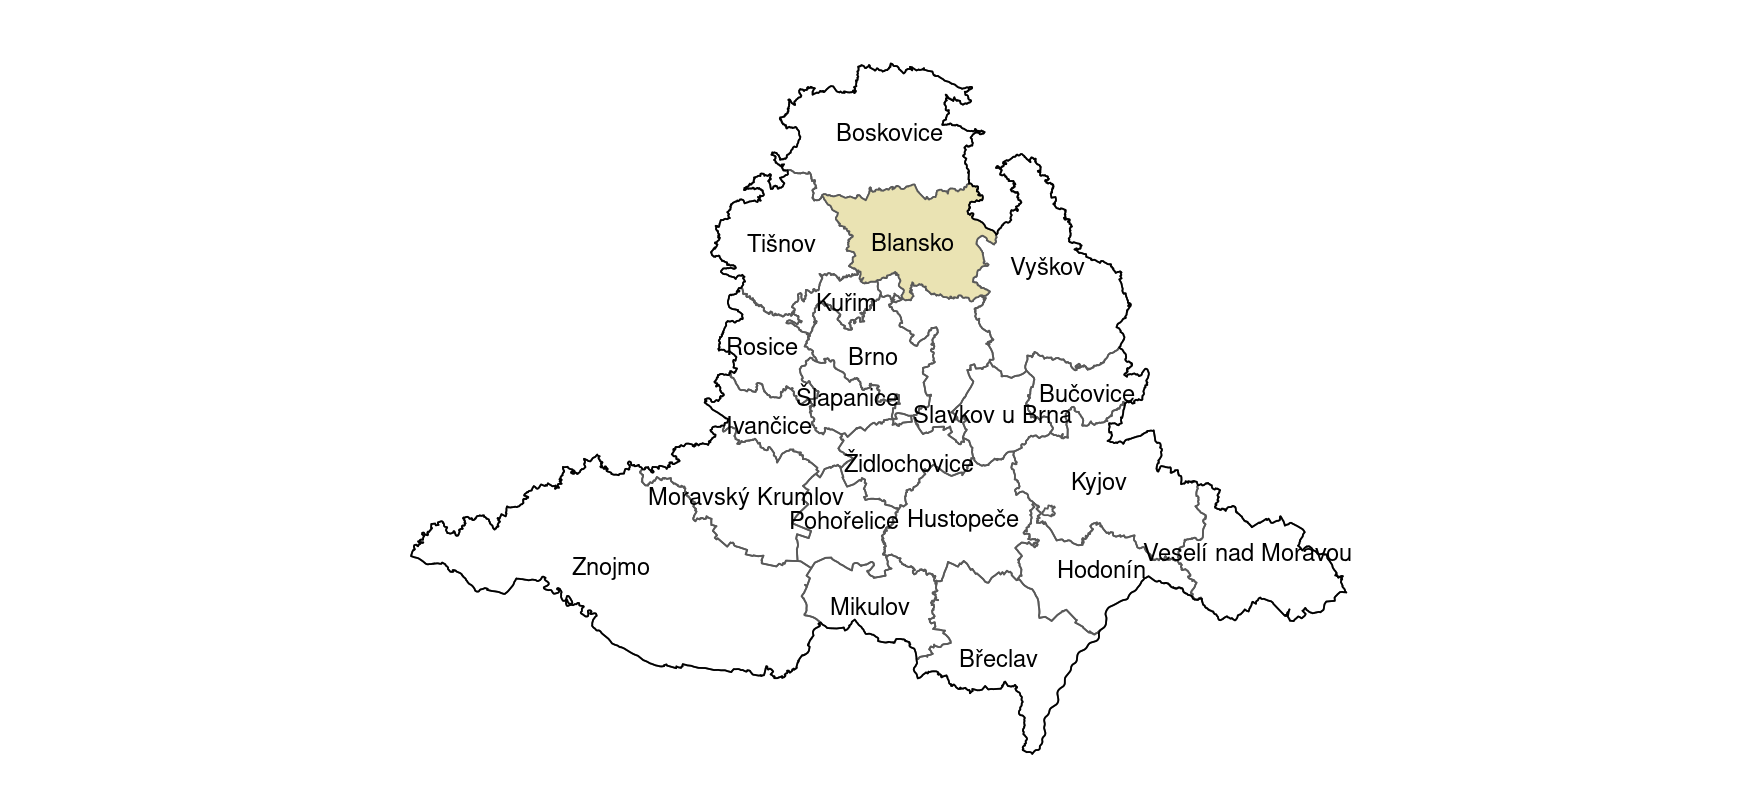 Boskovice
Tišnov
Blansko
Vyškov
Kuřim
Rosice
Brno
Šlapanice
Bučovice
Slavkov u Brna
Ivančice
Židlochovice
Kyjov
Moravský Krumlov
Pohořelice
Hustopeče
Veselí nad Moravou
Znojmo
Hodonín
Mikulov
Břeclav